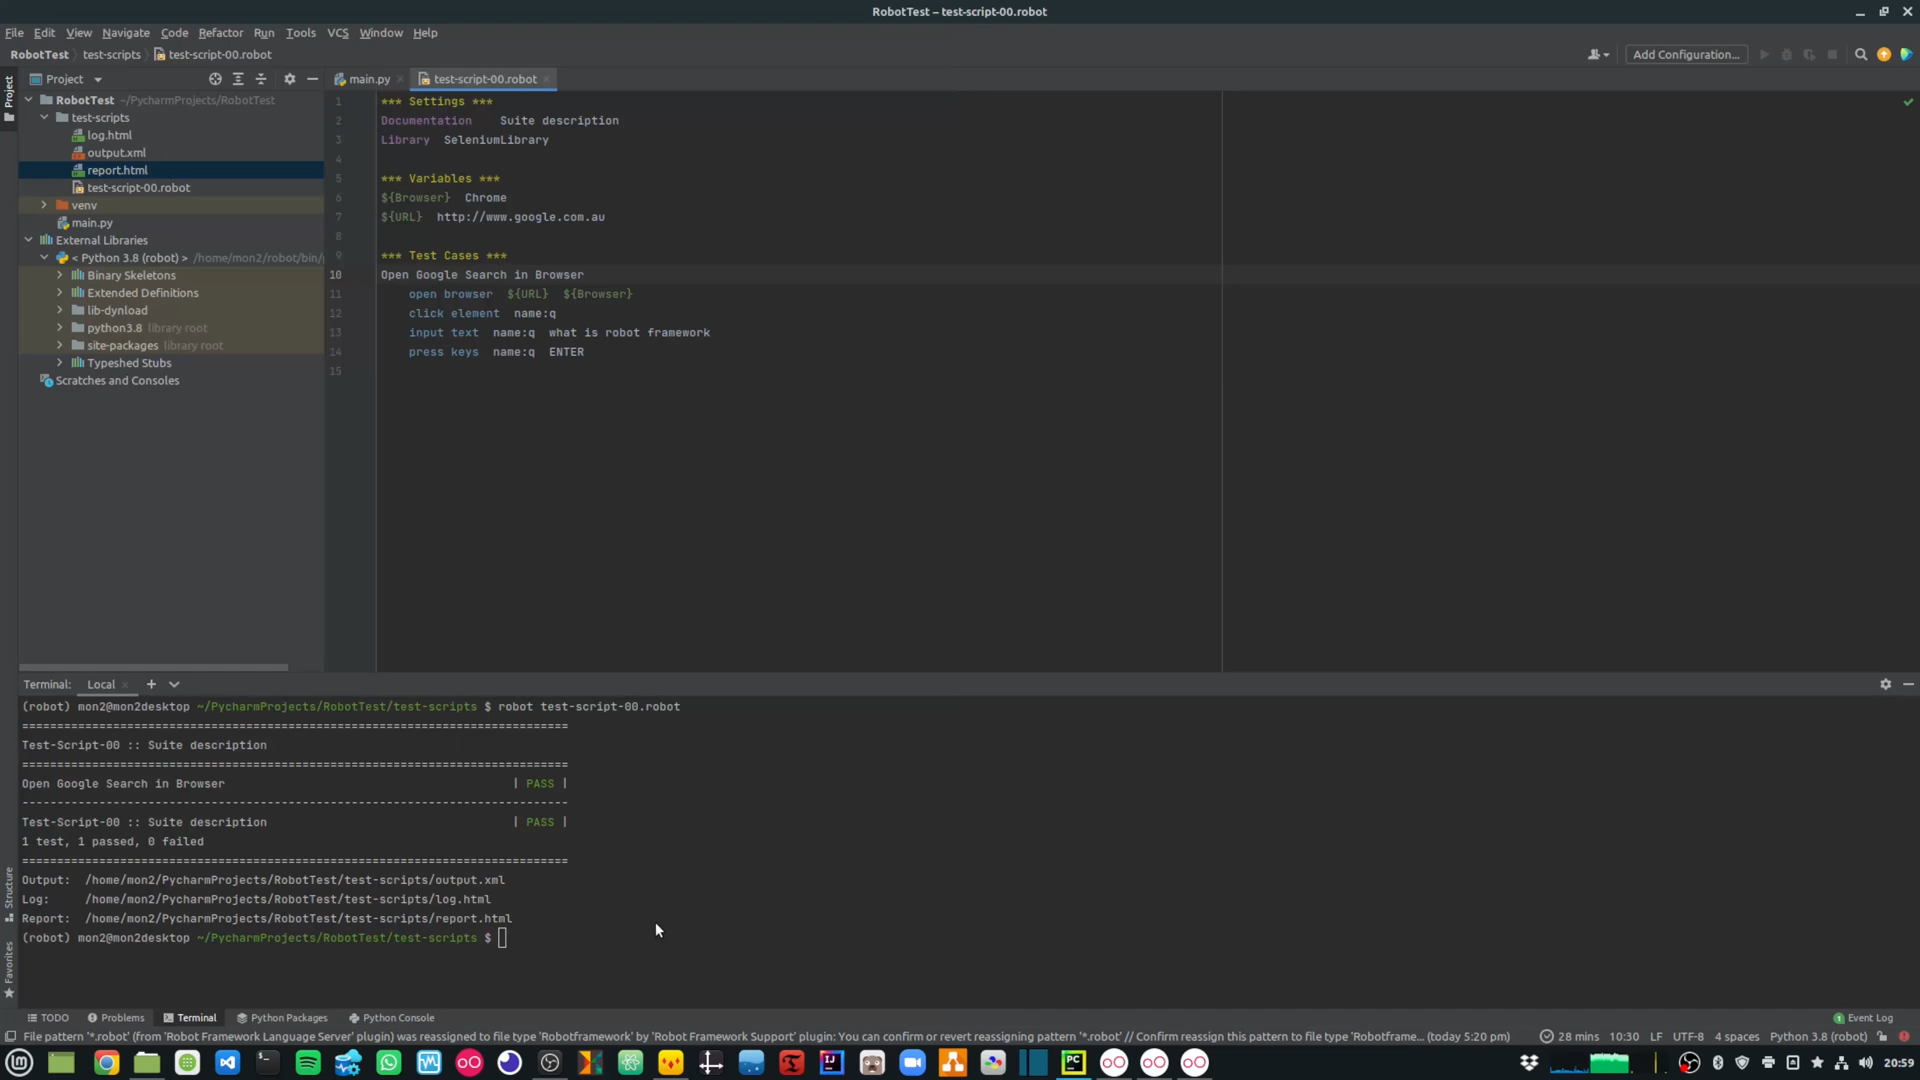 RobotTest – test-script-00.robot
File Edit View Navigate Code Refactor Run Tools VCS Window Help
RobotTest test-scripts test-script-00.robot Add Configuration...
Project
Project main.py test-script-00.robot
RobotTest ~/PycharmProjects/RobotTest
test-scripts
log.html
output.xml
report.html
test-script-00.robot
venv
main.py
External Libraries
< Python 3.8 (robot) > /home/mon2/robot/bin/
Binary Skeletons
Extended Definitions
lib-dynload
python3.8 library root
site-packages library root
Typeshed Stubs
Scratches and Consoles
1 *** Settings ***
2 Documentation    Suite description
3 Library  SeleniumLibrary
4
5 *** Variables ***
6 ${Browser}  Chrome
7 ${URL}  http://www.google.com.au
8
9 *** Test Cases ***
10 Open Google Search in Browser
11     open browser  ${URL}  ${Browser}
12     click element  name:q
13     input text  name:q  what is robot framework
14     press keys  name:q  ENTER
15
Terminal: Local
(robot) mon2@mon2desktop ~/PycharmProjects/RobotTest/test-scripts $ robot test-script-00.robot
==============================================================================
Test-Script-00 :: Suite description
==============================================================================
Open Google Search in Browser                                         | PASS |
------------------------------------------------------------------------------
Test-Script-00 :: Suite description                                   | PASS |
1 test, 1 passed, 0 failed
==============================================================================
Output:  /home/mon2/PycharmProjects/RobotTest/test-scripts/output.xml
Log:     /home/mon2/PycharmProjects/RobotTest/test-scripts/log.html
Report:  /home/mon2/PycharmProjects/RobotTest/test-scripts/report.html
(robot) mon2@mon2desktop ~/PycharmProjects/RobotTest/test-scripts $
Structure
Favorites
TODO Problems Terminal Python Packages Python Console 1 Event Log
File pattern '*.robot' (from 'Robot Framework Language Server' plugin) was reassigned to file type 'Robotframework' by 'Robot Framework Support' plugin: You can confirm or revert reassigning pattern '*.robot' // Confirm reassign this pattern to file type 'Robotframe... (today 5:20 pm) 28 mins 10:30 LF UTF-8 4 spaces Python 3.8 (robot)
20:59